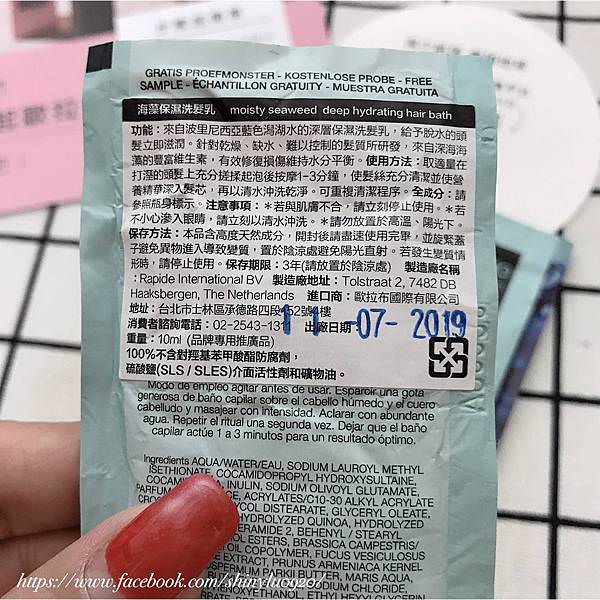 GRATIS PROEFMONSTER - KOSTENLOSE PROBE - FREE
SAMPLE - ÉCHANTILLON GRATUITY - MUESTRA GRATUITA
海藻保濕洗髮乳 moisty seaweed deep hydrating hair bath
功能：來自波里尼西亞藍色潟湖水的深層保濕洗髮乳，給予脫水的頭
髮立即滋潤。針對乾燥、缺水、難以控制的髮質所研發，來自深海海
藻的豐富維生素，有效修復損傷維持水分平衡。使用方法：取適量在
打溼的頭髮上充分搓揉起泡後按摩1-3分鐘，使髮絲充分清潔並使營
養精華深入髮芯，再以清水沖洗乾淨。可重複清潔程序。全成分：請
參照瓶身標示。注意事項：＊若與肌膚不合，請立刻停止使用。＊若
不小心滲入眼睛，請立刻以清水沖洗。＊請勿放置於高溫、陽光下。
保存方法：本品含高度天然成分，開封後請盡速使用完畢，並旋緊蓋
子避免異物進入導致變質，置於陰涼處避免陽光直射。若發生變質情
形時，請停止使用。保存期限：3年(請放置於陰涼處) 製造廠名稱
: Rapide International BV 製造廠地址：Tolstraat 2, 7482 DB
Haaksbergen, The Netherlands 進口商：歐拉布國際有限公司
地址：台北市士林區承德路四段152號4樓
消費者諮詢電話：02-2543-131 出廠日期：
11-07-2019
重量：10ml (品牌專用推廣品)
100%不含對羥基苯甲酸酯防腐劑，
硫酸鹽(SLS / SLES)介面活性劑和礦物油。
Modo de empleo agitar antes de usar. Esparcir una gota
generosa de baño capilar sobre el cabello húmedo y el cuero
cabelludo y masajear con intensidad. Aclarar con abundante
agua. Repetir el ritual una segunda vez. Dejar que el baño
capilar actúe 1 a 3 minutos para un resultado óptimo.
Ingredients AQUA/WATER/EAU, SODIUM LAUROYL METHYL
ISETHIONATE, COCAMIDOPROPYL HYDROXYSULTAINE,
INULIN, SODIUM OLIVOYL GLUTAMATE,
PARFUM ACRYLATES/C10-30 ALKYL ACRYLATE
GLYCOL DISTEARATE, GLYCERYL OLEATE,
HYDROLYZED QUINOA, HYDROLYZED
CERAMIDE 2, BEHENYL / STEARYL
ESTERS, BRASSICA CAMPESTRIS/
OIL COPOLYMER, FUCUS VESICULOSUS
EXTRACT, PRUNUS ARMENIACA KERNEL
PARKII BUTTER, MARIS AQUA,
SODIUM CHLORIDE,
ETHYL HEXYLGLYCERIN